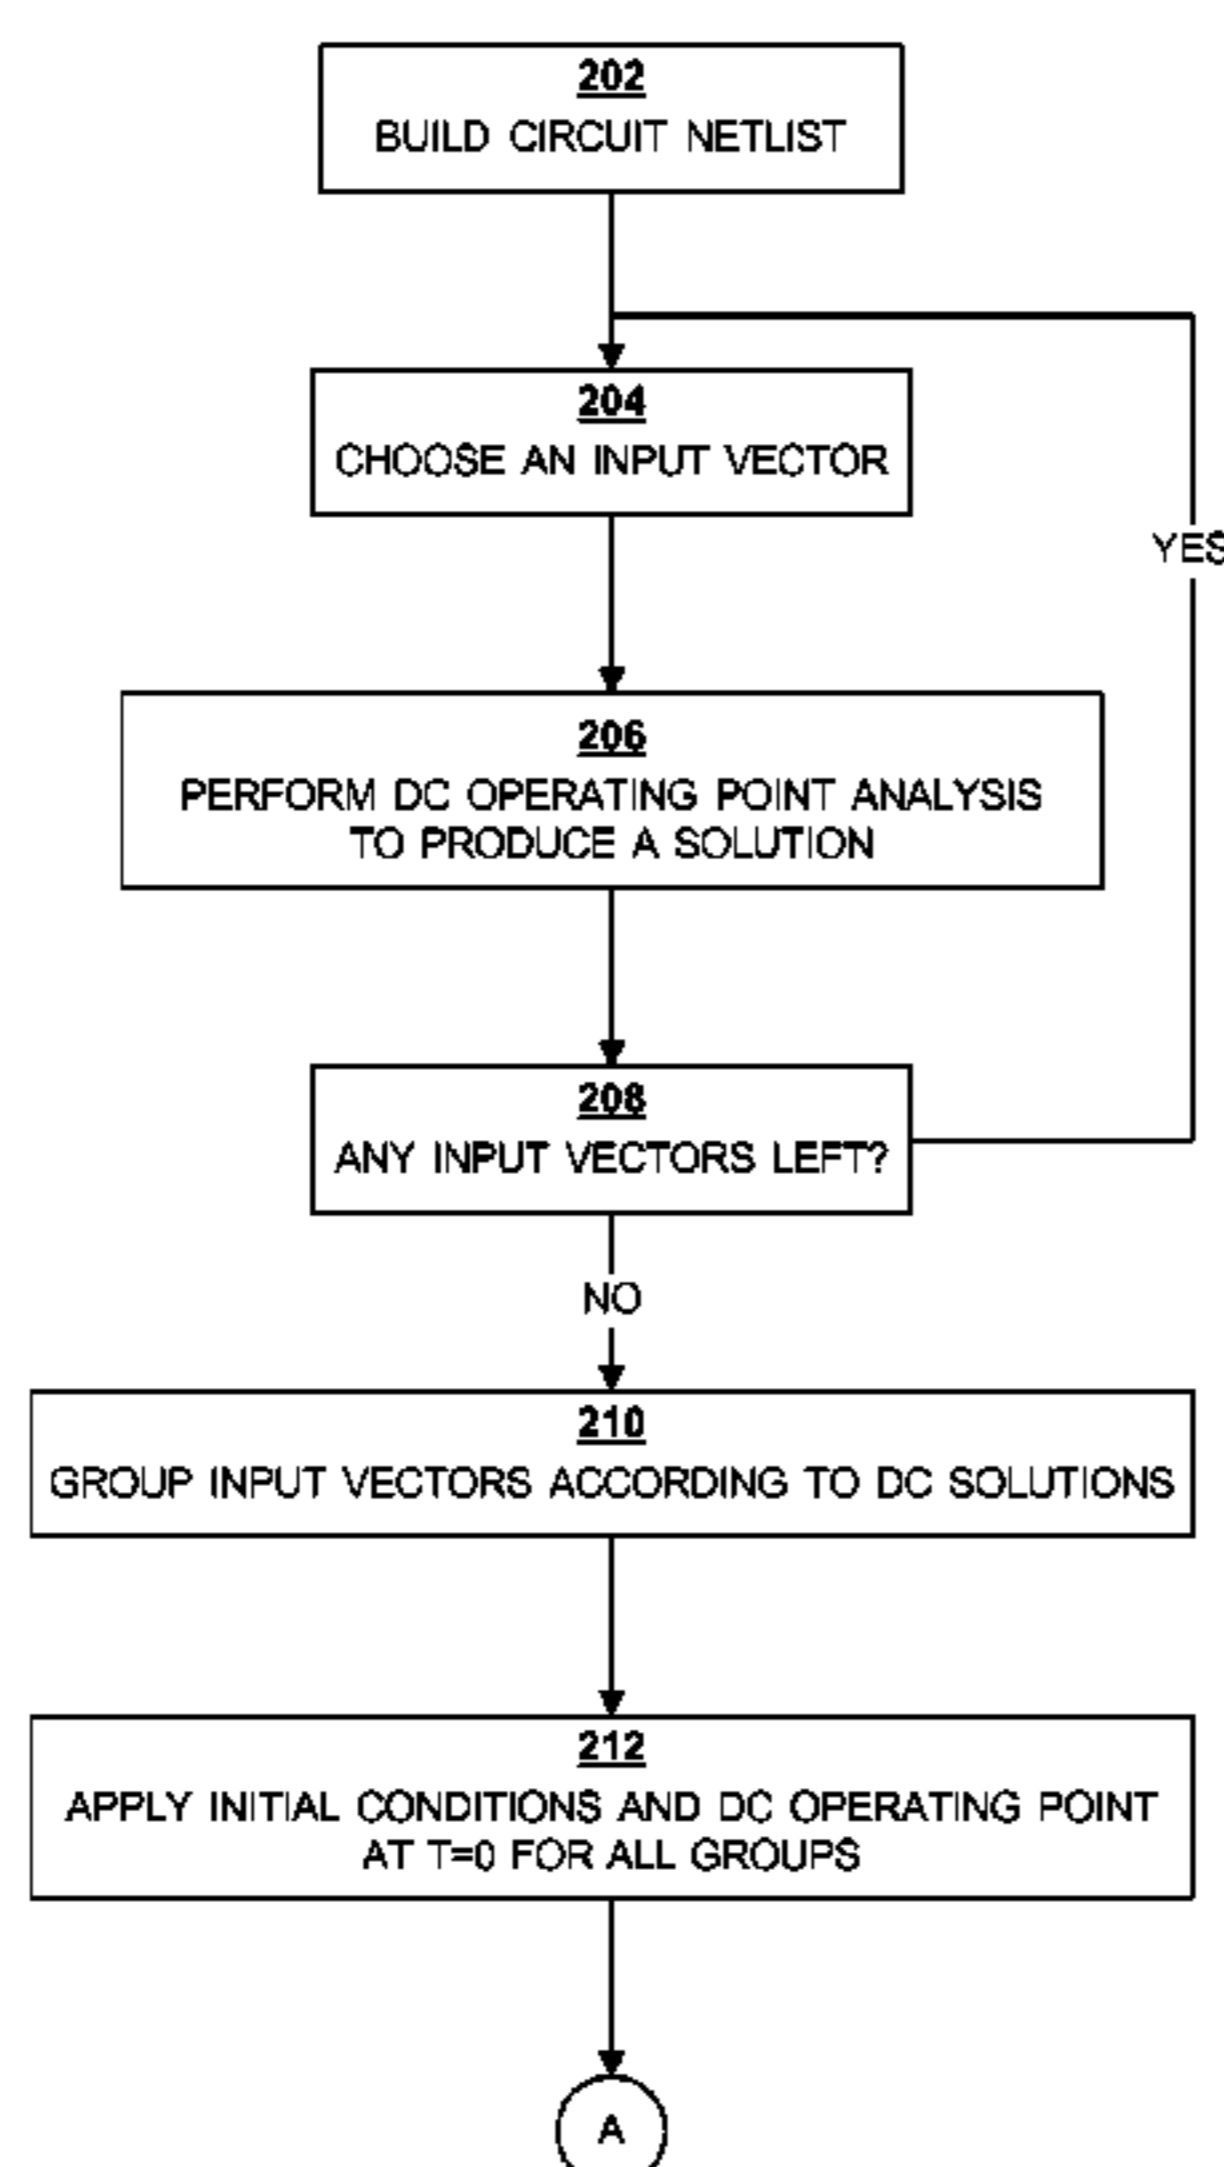 202
BUILD CIRCUIT NETLIST
204
CHOOSE AN INPUT VECTOR
YES
206
PERFORM DC OPERATING POINT ANALYSIS
TO PRODUCE A SOLUTION
208
ANY INPUT VECTORS LEFT?
NO
210
GROUP INPUT VECTORS ACCORDING TO DC SOLUTIONS
212
APPLY INITIAL CONDITIONS AND DC OPERATING POINT
AT T=0 FOR ALL GROUPS
A